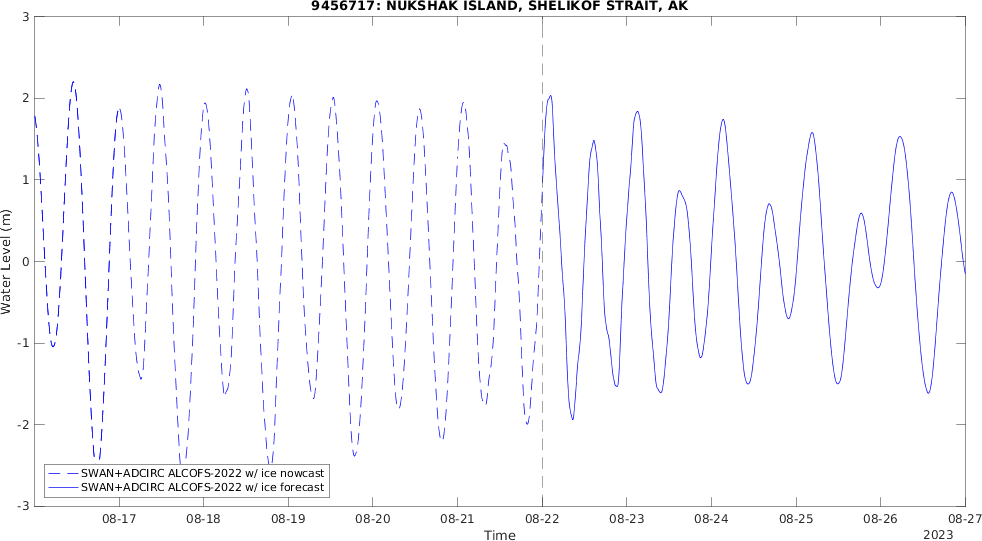 9456717: NUKSHAK ISLAND, SHELIKOF STRAIT, AK
3
2
1
0
-1
-2
-3
Water Level (m)
SWAN+ADCIRC ALCOFS-2022 w/ ice nowcast
SWAN+ADCIRC ALCOFS-2022 w/ ice forecast
08-17 08-18 08-19 08-20 08-21 08-22 08-23 08-24 08-25 08-26 08-27
Time
2023